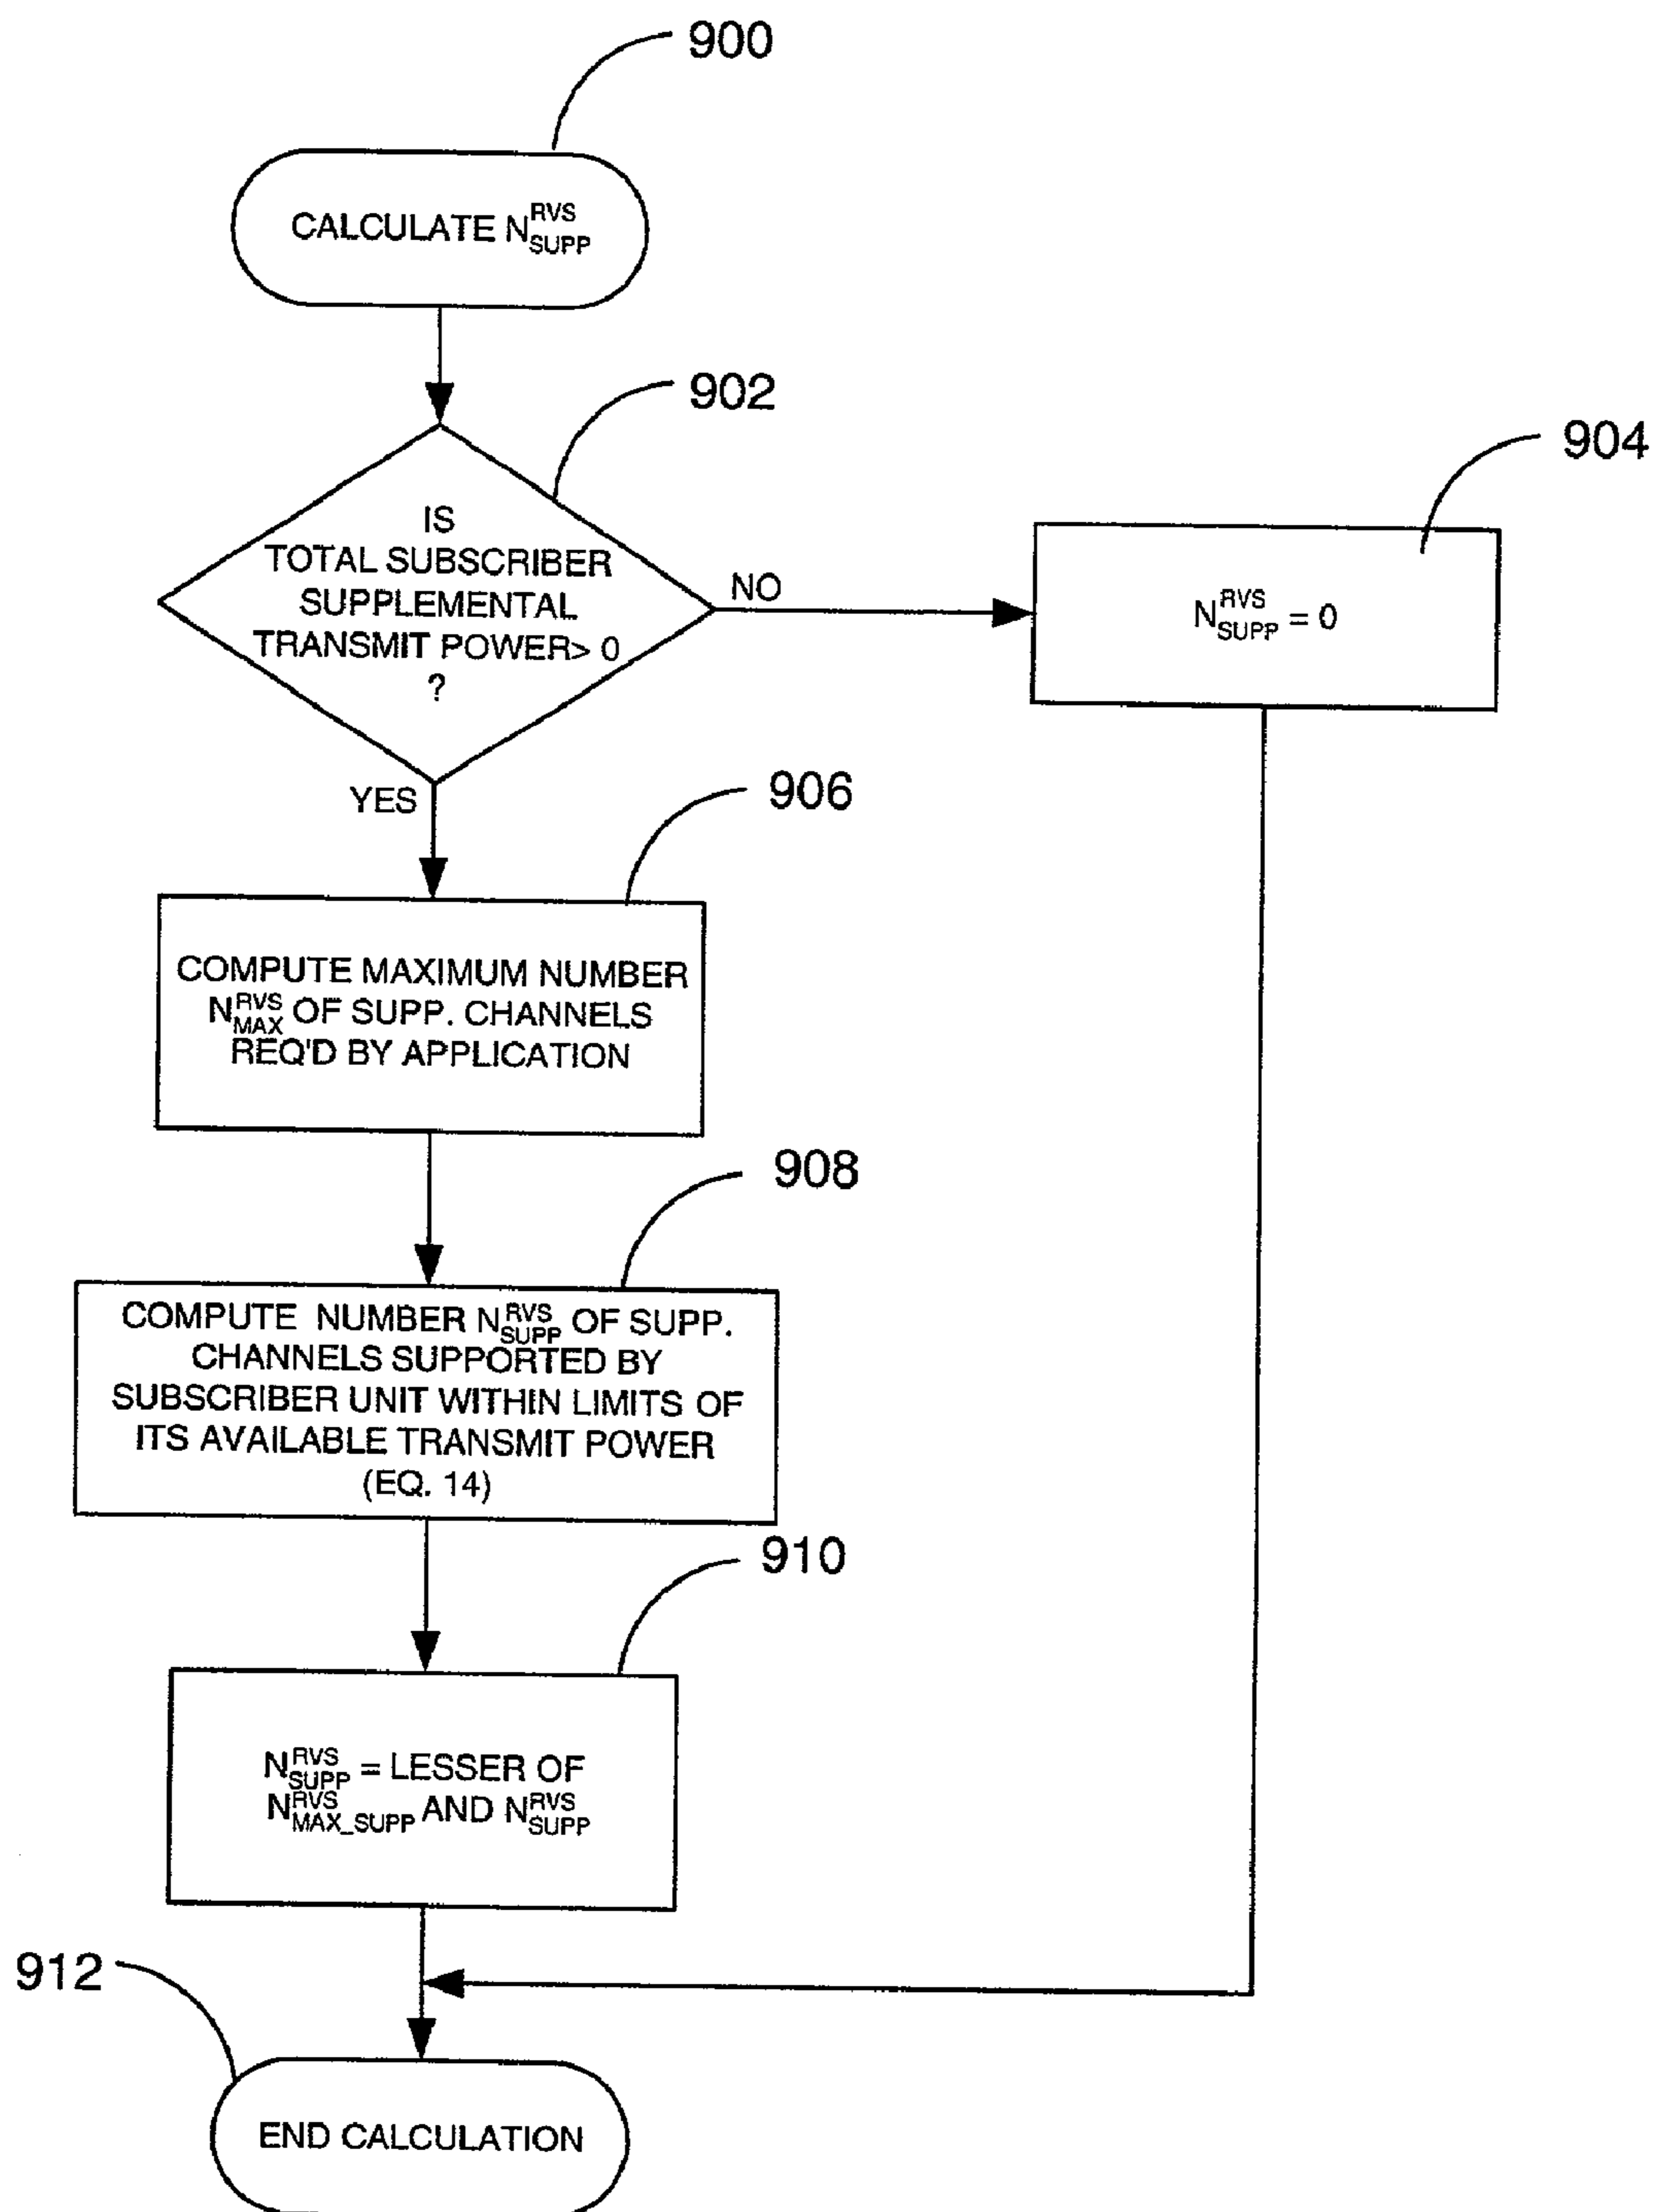 900
CALCULATE N^RVS_SUPP
902
IS
TOTAL SUBSCRIBER
SUPPLEMENTAL
TRANSMIT POWER> 0
?
NO
904
N^RVS_SUPP = 0
YES
906
COMPUTE MAXIMUM NUMBER
N^RVS_MAX OF SUPP. CHANNELS
REQ'D BY APPLICATION
908
COMPUTE NUMBER N^RVS_SUPP OF SUPP.
CHANNELS SUPPORTED BY
SUBSCRIBER UNIT WITHIN LIMITS OF
ITS AVAILABLE TRANSMIT POWER
(EQ. 14)
910
N^RVS_SUPP = LESSER OF
N^RVS_MAX_SUPP AND N^RVS_SUPP
912
END CALCULATION